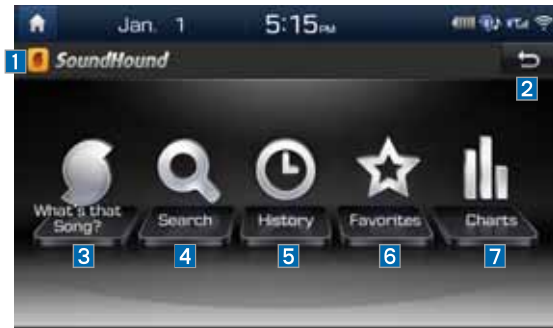 Jan. 1 5:15PM
1 SoundHound
2
What's that Song? Search History Favorites Charts
3 4 5 6 7